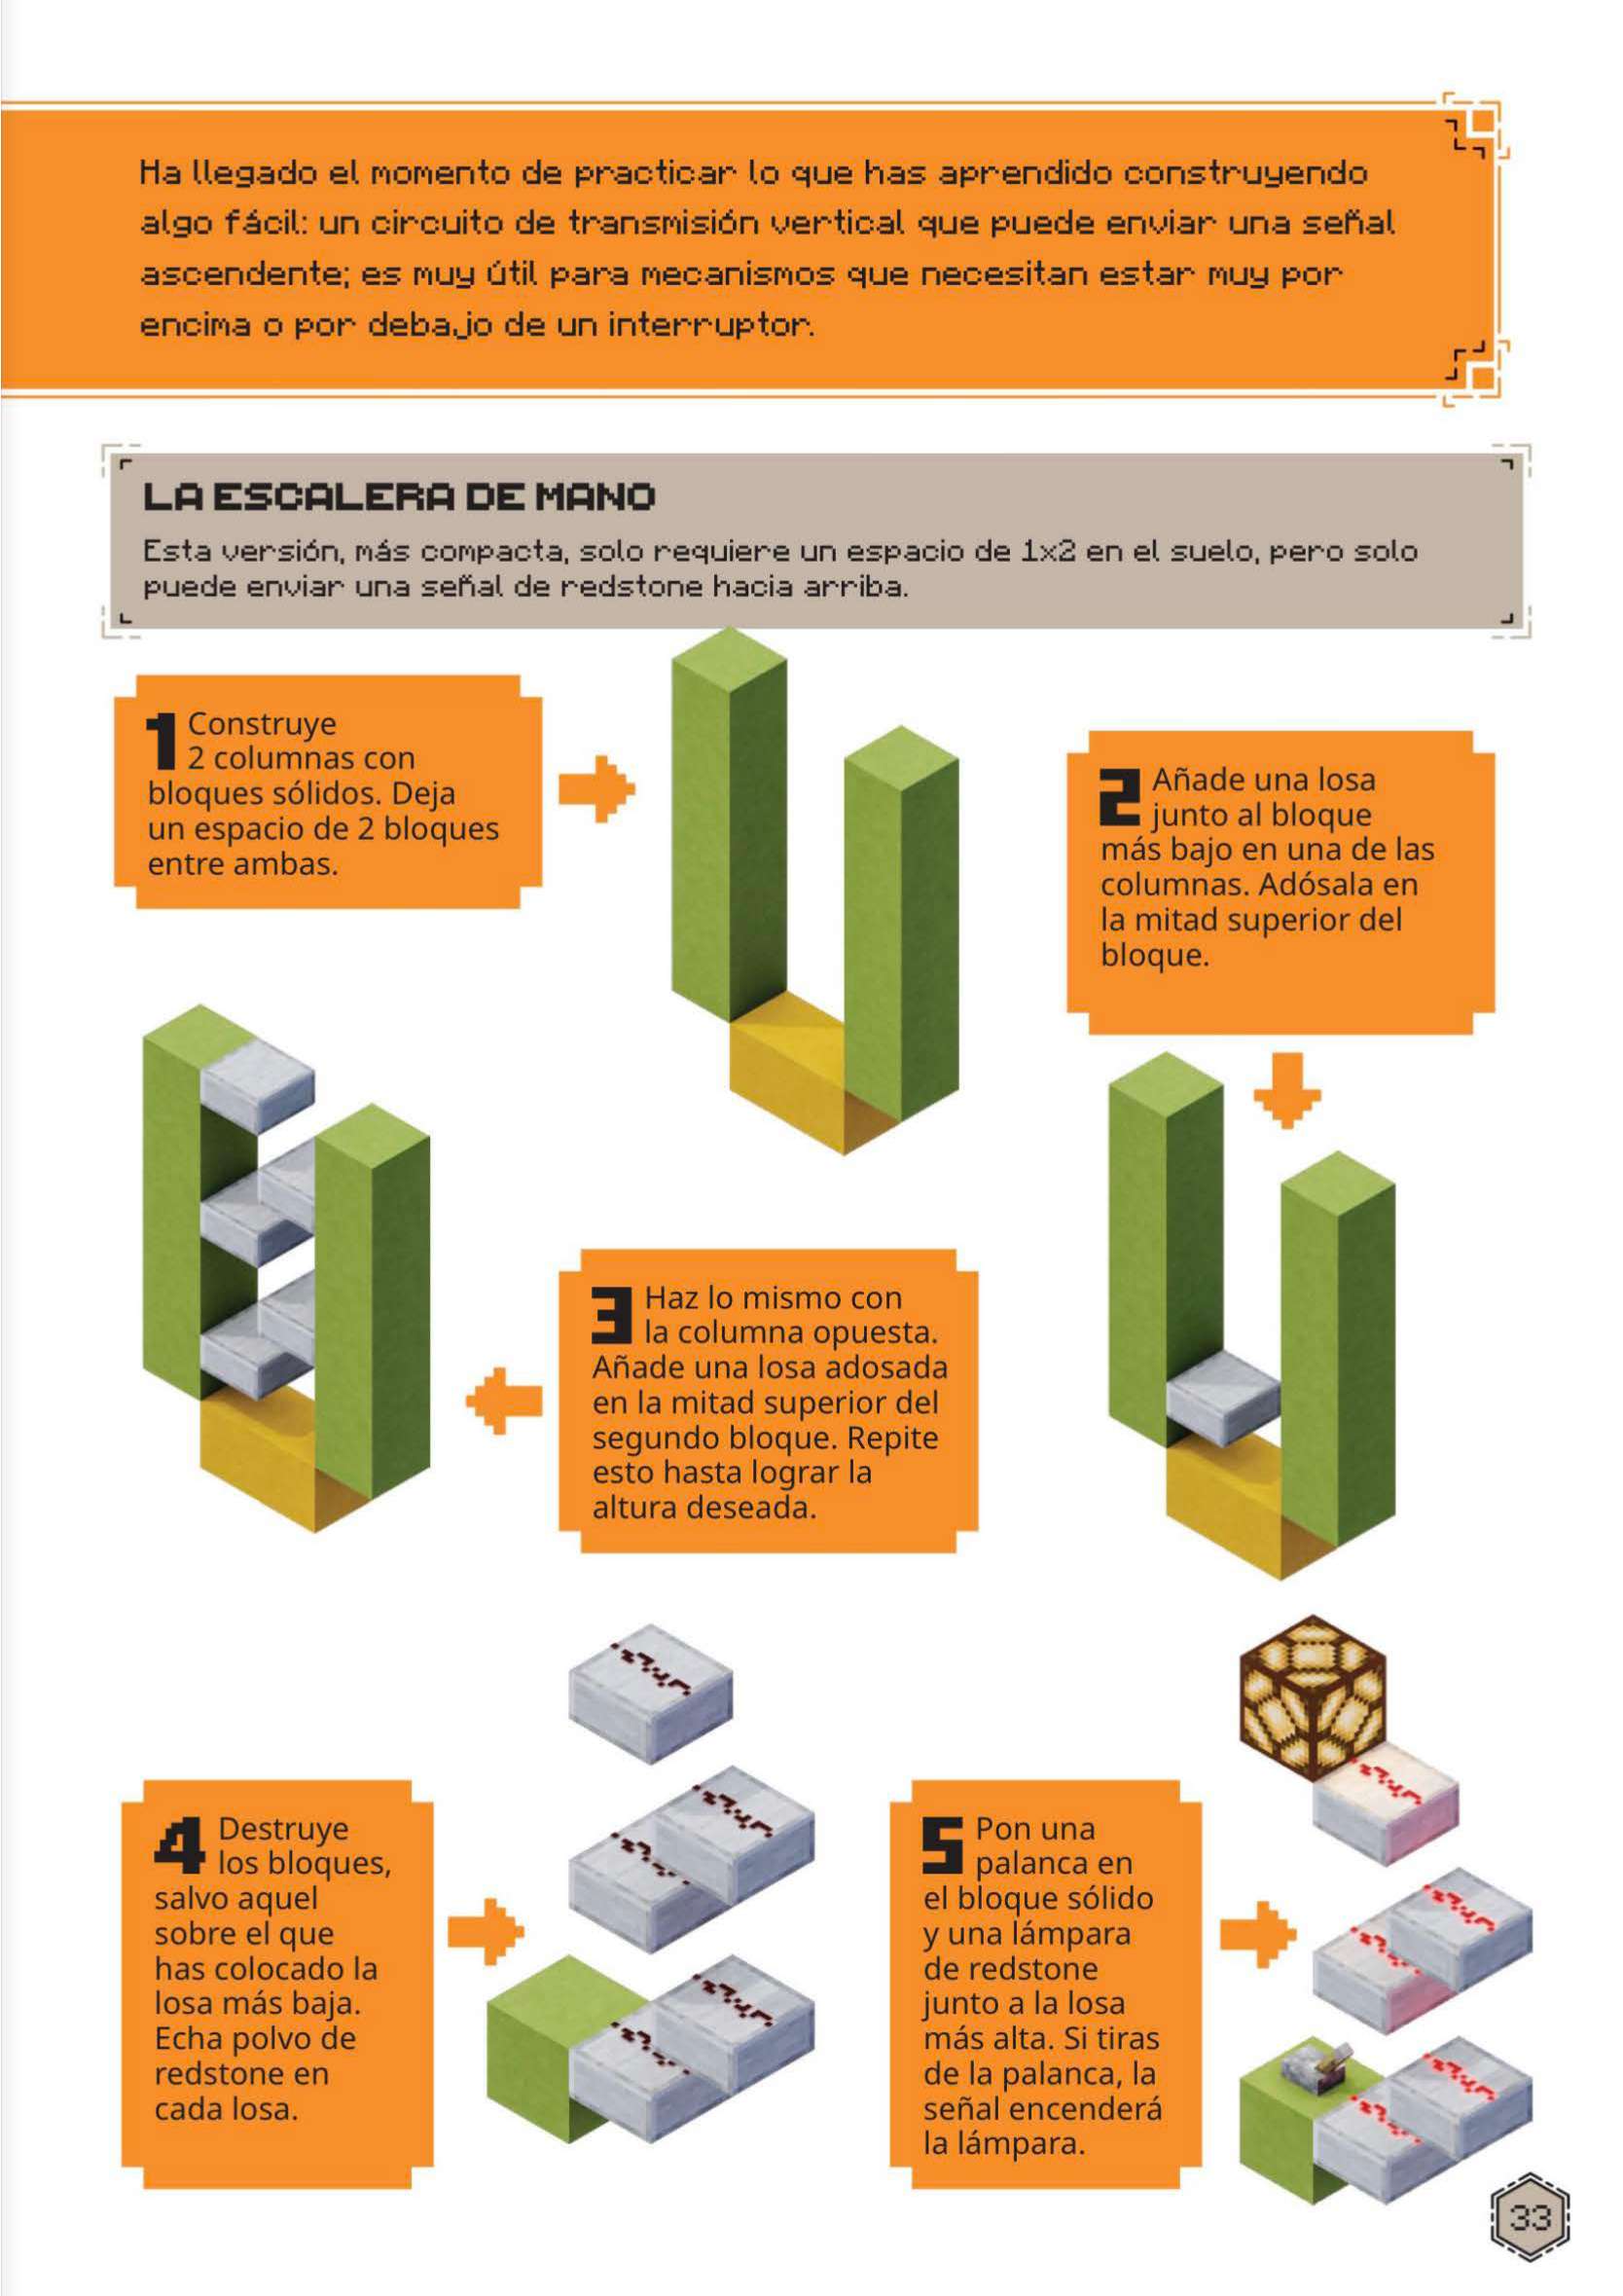 Ha llegado el momento de practicar lo que has aprendido construyendo
algo fácil: un circuito de transmisión vertical que puede enviar una señal
ascendente; es muy útil para mecanismos que necesitan estar muy por
encima o por debajo de un interruptor.
LA ESCALERA DE MANO
Esta versión, más compacta, solo requiere un espacio de 1x2 en el suelo, pero solo
puede enviar una señal de redstone hacia arriba.
1 Construye
2 columnas con
bloques sólidos. Deja
un espacio de 2 bloques
entre ambas.
2 Añade una losa
junto al bloque
más bajo en una de las
columnas. Adósala en
la mitad superior del
bloque.
3 Haz lo mismo con
la columna opuesta.
Añade una losa adosada
en la mitad superior del
segundo bloque. Repite
esto hasta lograr la
altura deseada.
4 Destruye
los bloques,
salvo aquel
sobre el que
has colocado la
losa más baja.
Echa polvo de
redstone en
cada losa.
5 Pon una
palanca en
el bloque sólido
y una lámpara
de redstone
junto a la losa
más alta. Si tiras
de la palanca, la
señal encenderá
la lámpara.
33